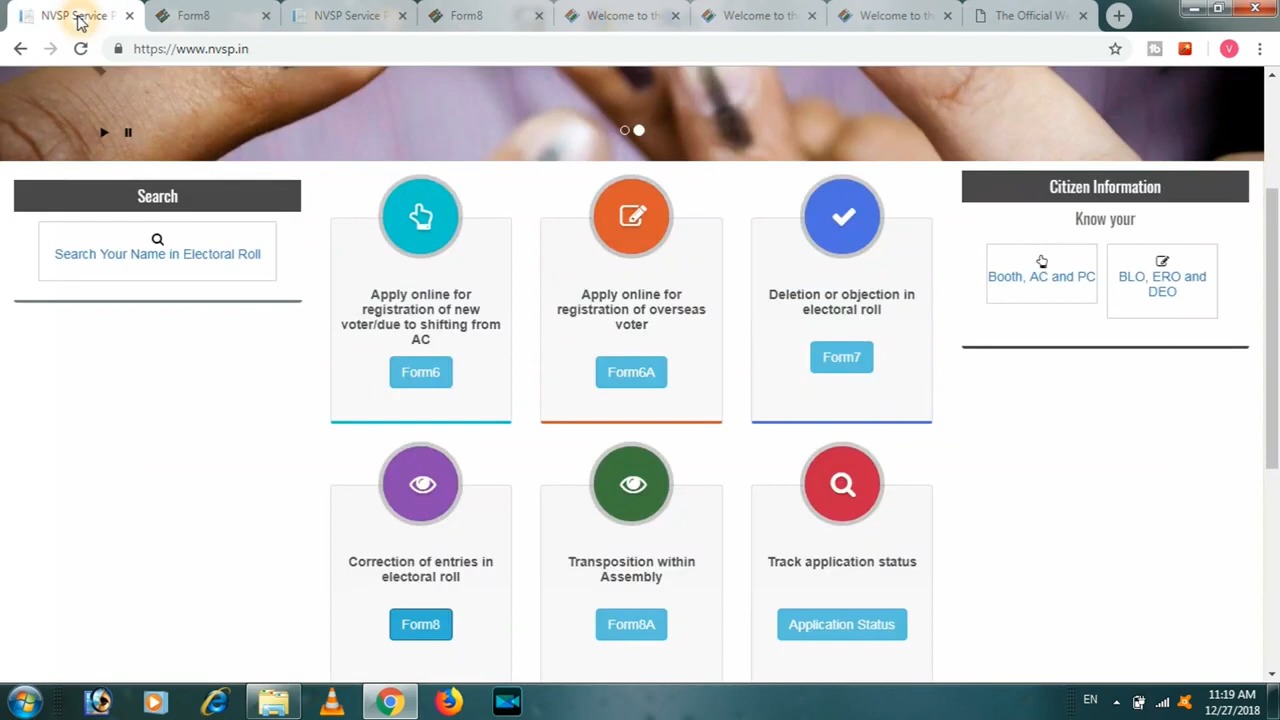 NVSP Service P
Form8
NVSP Service P
Form8
Welcome to th
Welcome to th
Welcome to th
The Official We
https://www.nvsp.in
V
Search
Search Your Name in Electoral Roll
Apply online for
registration of new
voter/due to shifting from
AC
Form6
Apply online for
registration of overseas
voter
Form6A
Deletion or objection in
electoral roll
Form7
Citizen Information
Know your
Booth, AC and PC
BLO, ERO and
DEO
Correction of entries in
electoral roll
Form8
Transposition within
Assembly
Form8A
Track application status
Application Status
EN
11:19 AM
12/27/2018